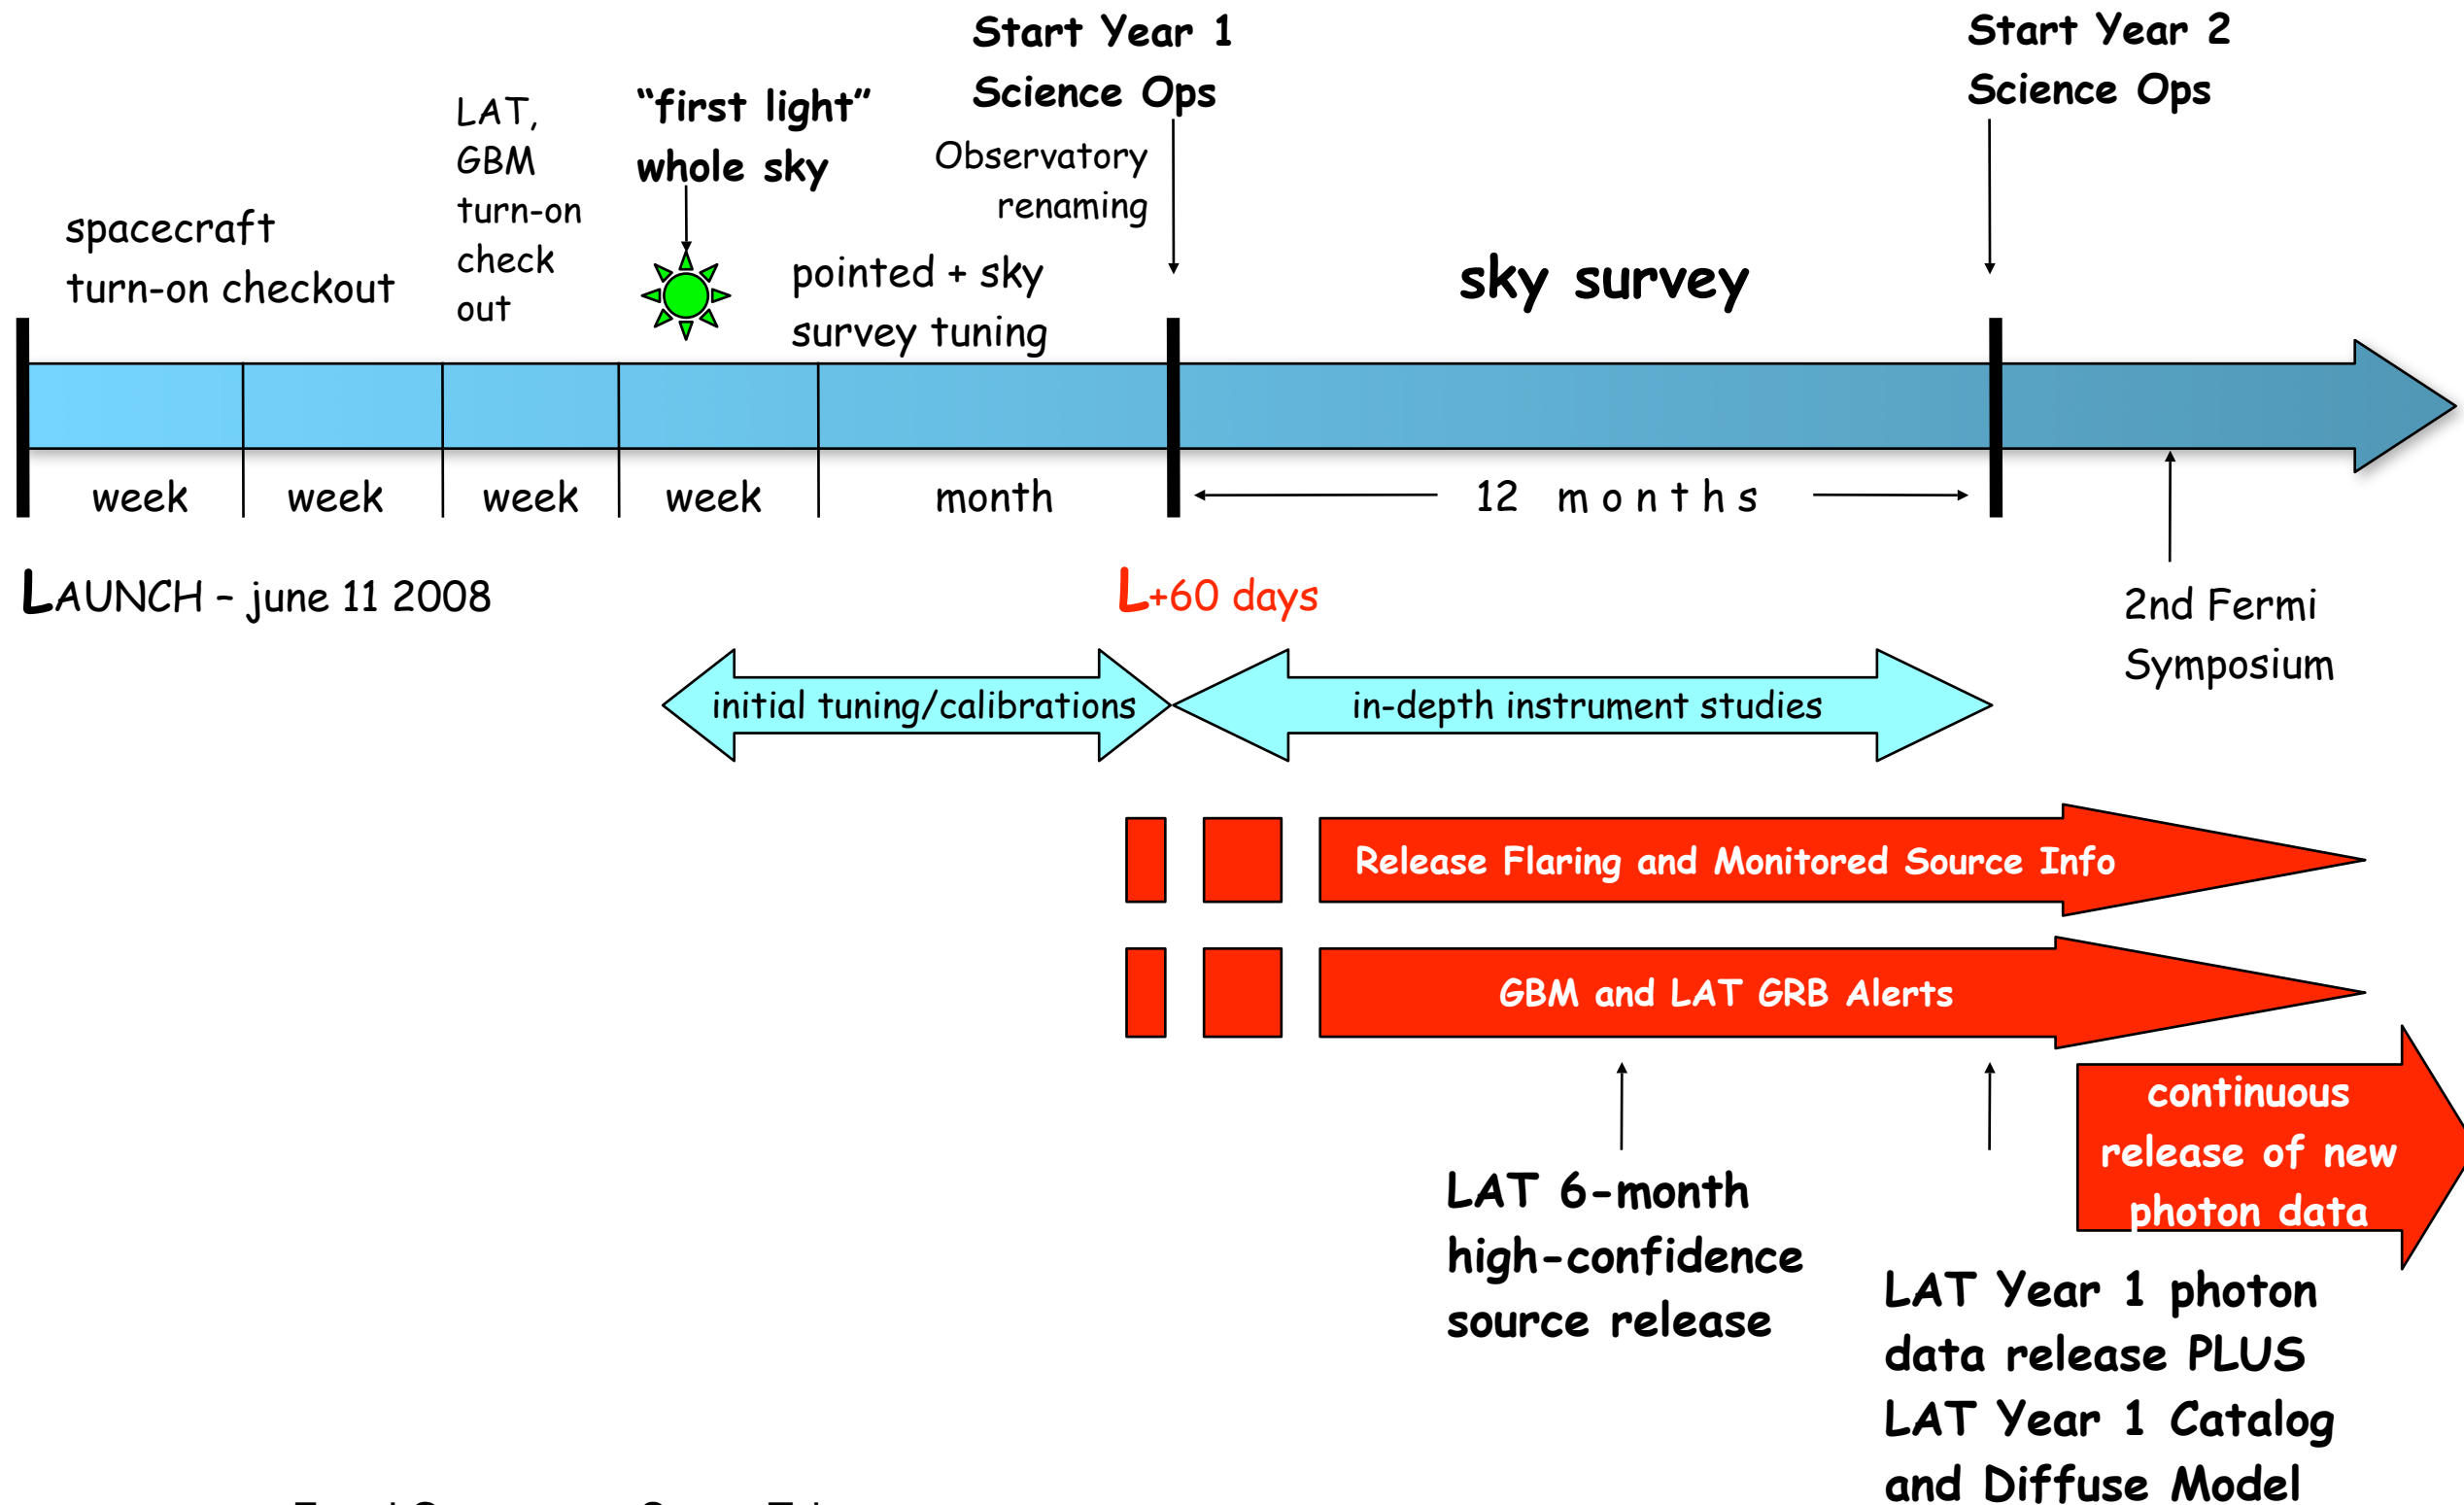 Start Year 1
Science Ops
Start Year 2
Science Ops
LAT,
GBM
turn-on
check
out
“first light”
whole sky
Observatory
renaming
spacecraft
turn-on checkout
pointed + sky
survey tuning
sky survey
week
week
week
week
month
12 months
LAUNCH – june 11 2008
L+60 days
2nd Fermi
Symposium
initial tuning/calibrations
in-depth instrument studies
Release Flaring and Monitored Source Info
GBM and LAT GRB Alerts
continuous
release of new
photon data
LAT 6-month
high-confidence
source release
LAT Year 1 photon
data release PLUS
LAT Year 1 Catalog
and Diffuse Model